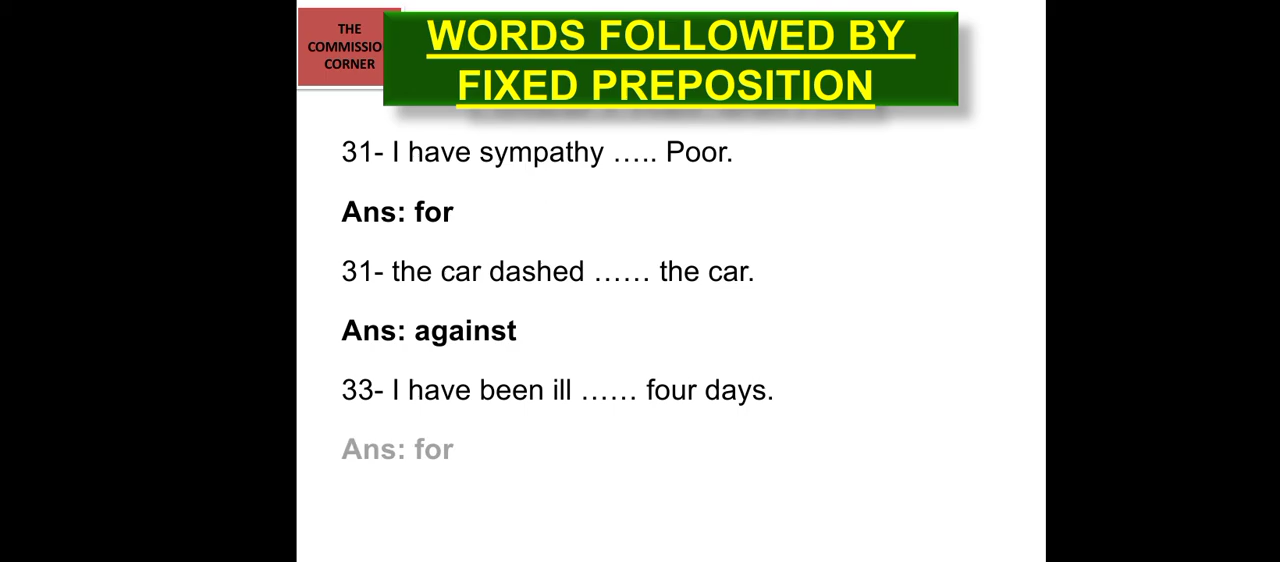 THE
COMMISSIO
CORNER
WORDS FOLLOWED BY
FIXED PREPOSITION
31- I have sympathy ….. Poor.
Ans: for
31- the car dashed …… the car.
Ans: against
33- I have been ill …… four days.
Ans: for